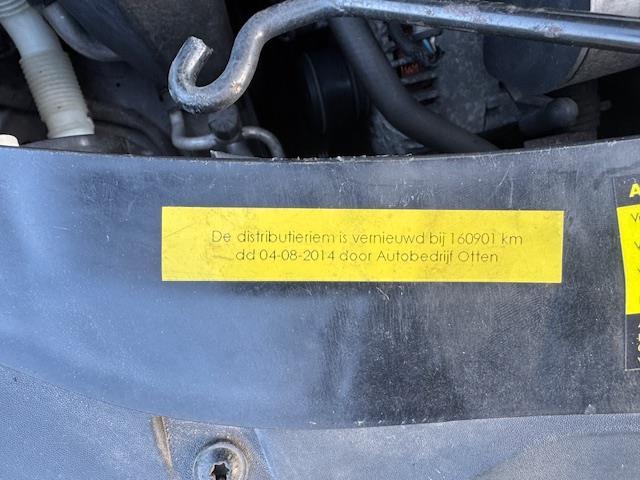 De distributieriem is vernieuwd bij 160901 km
dd 04-08-2014 door Autobedrijf Otten